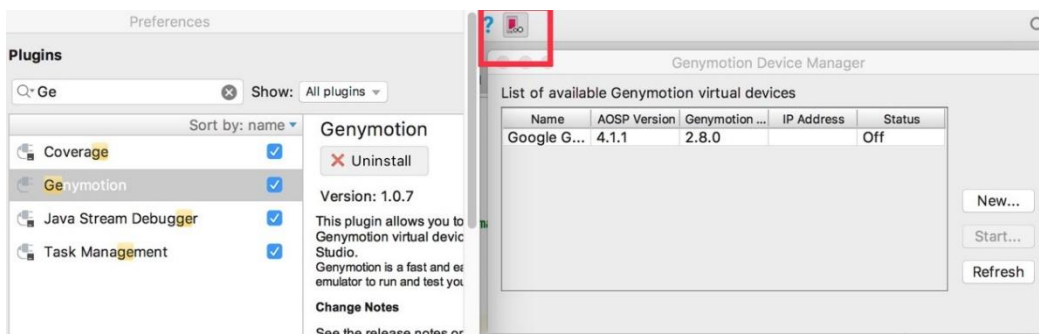 Preferences
Plugins
Ge
Show: All plugins
Sort by: name
Coverage
Genymotion
Java Stream Debugger
Task Management
Genymotion
Uninstall
Version: 1.0.7
This plugin allows you to
Genymotion virtual devic
Studio.
Genymotion is a fast and ea
emulator to run and test you
Change Notes
See the release notes on
?
Genymotion Device Manager
List of available Genymotion virtual devices
Name AOSP Version Genymotion ... IP Address Status
Google G... 4.1.1 2.8.0 Off
New...
Start...
Refresh